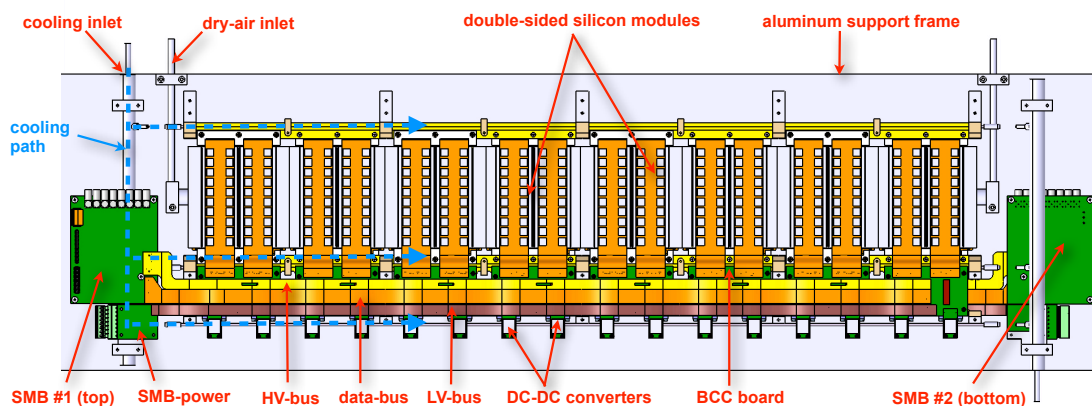 cooling inlet
dry-air inlet
double-sided silicon modules
aluminum support frame
cooling
path
SMB #1 (top)
SMB-power
HV-bus
data-bus
LV-bus
DC-DC converters
BCC board
SMB #2 (bottom)